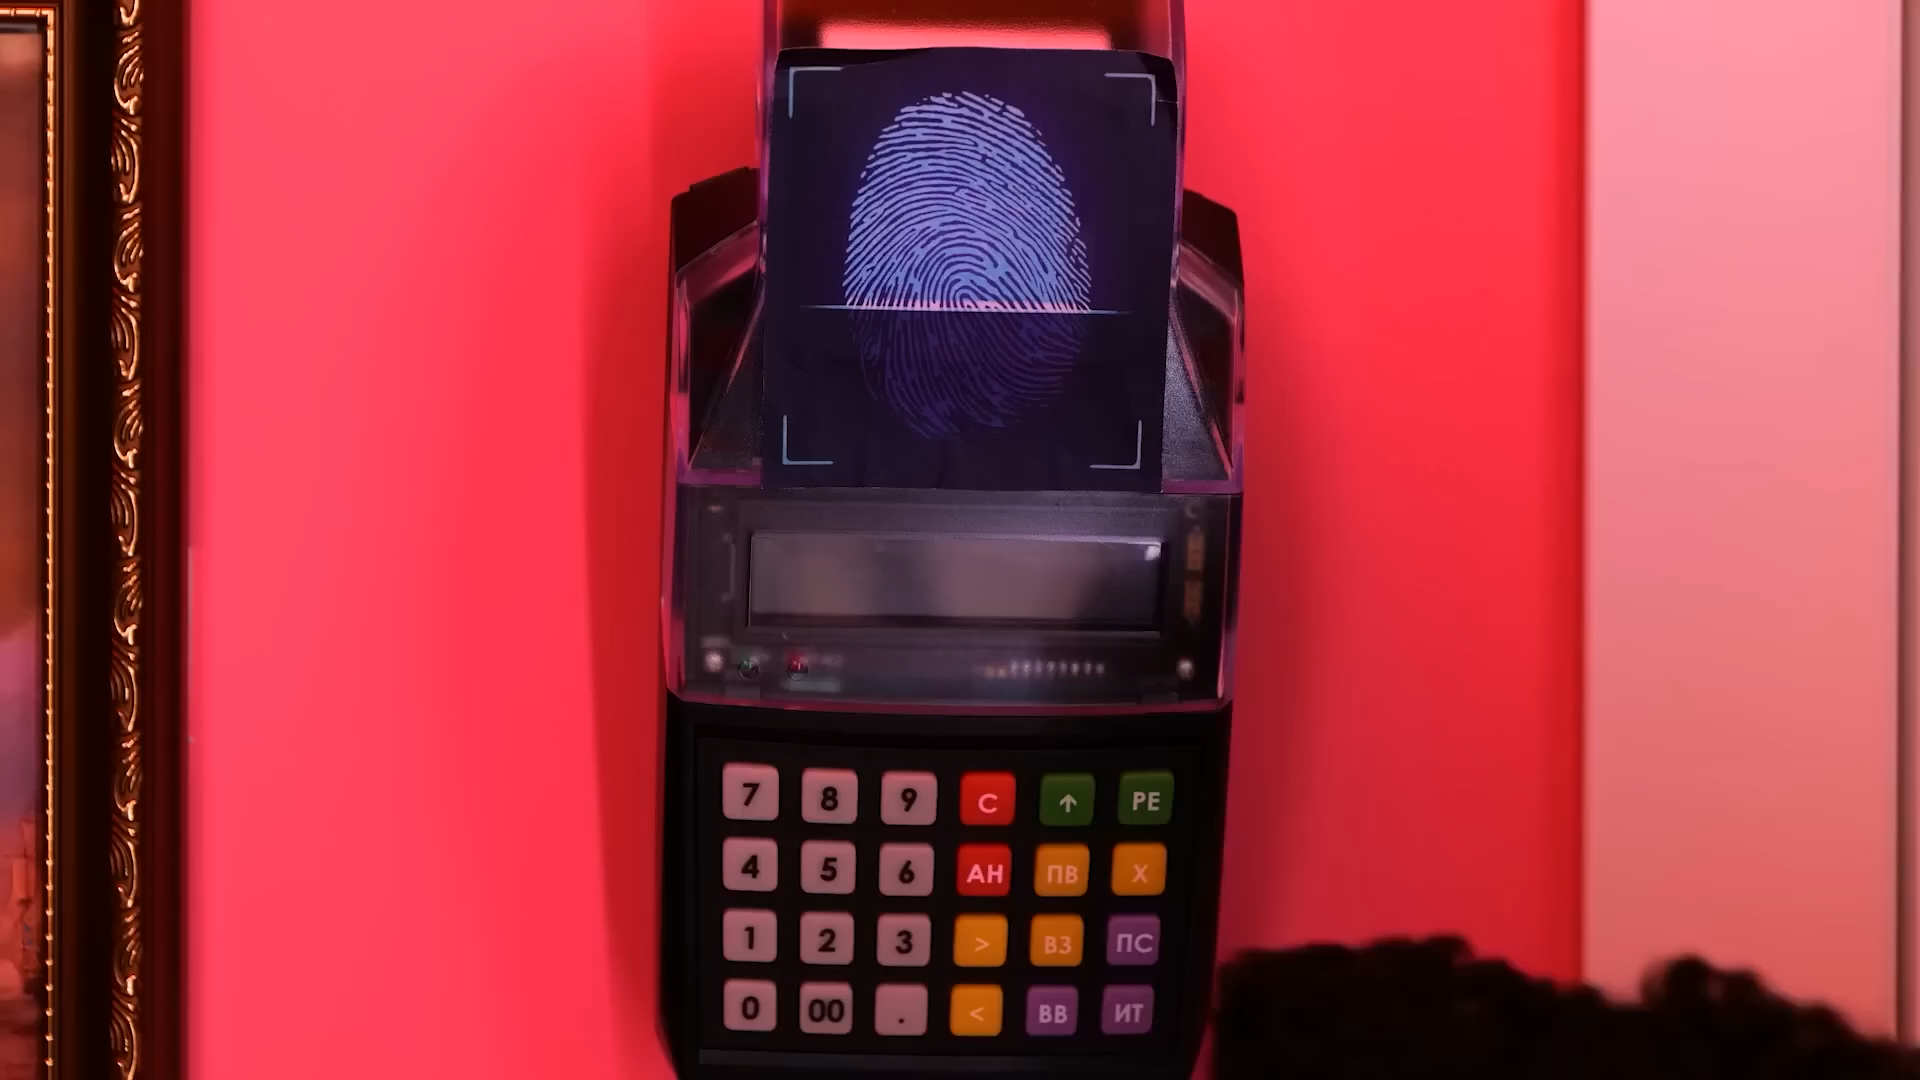 7 8 9 C ↑ РЕ
4 5 6 АН ПВ X
1 2 3 > ВЗ ПС
0 00 . < ВВ ИТ